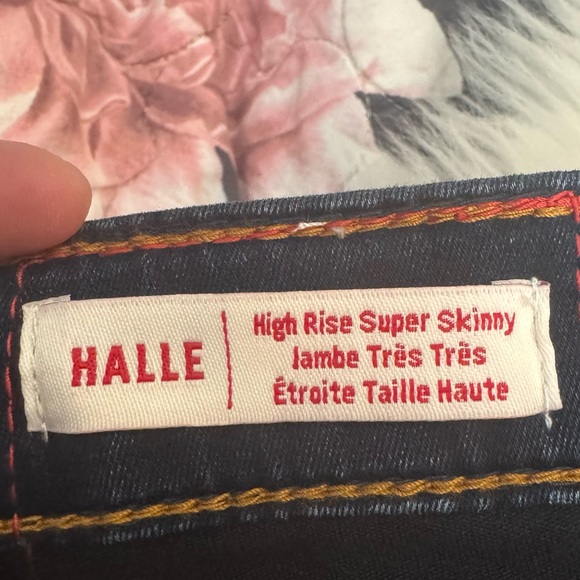 HALLE
High Rise Super Skinny
Jambe Très Très
Étroite Taille Haute